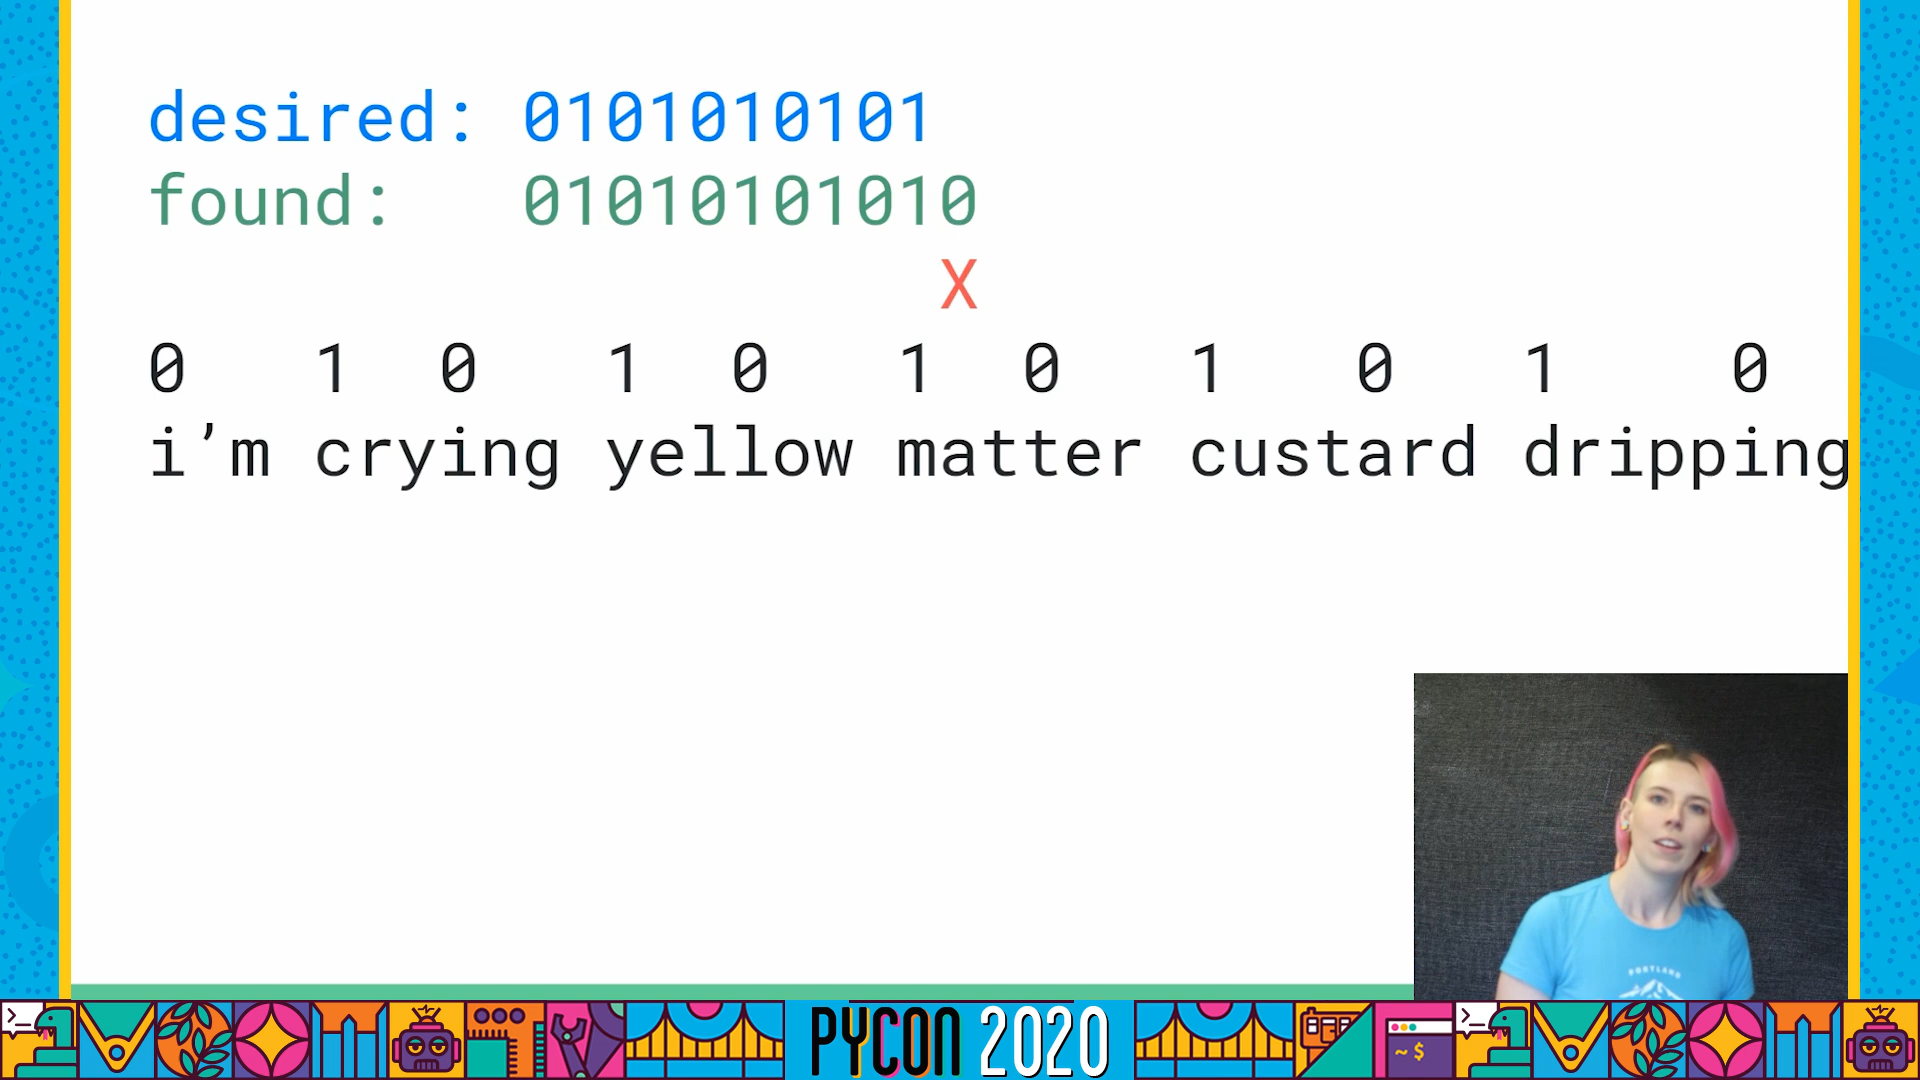 desired: 0101010101
found: 01010101010
X
0 1 0 1 0 1 0 1 0 1 0
i’m crying yellow matter custard dripping
PORTLAND
~ $
PYCON 2020
~ $